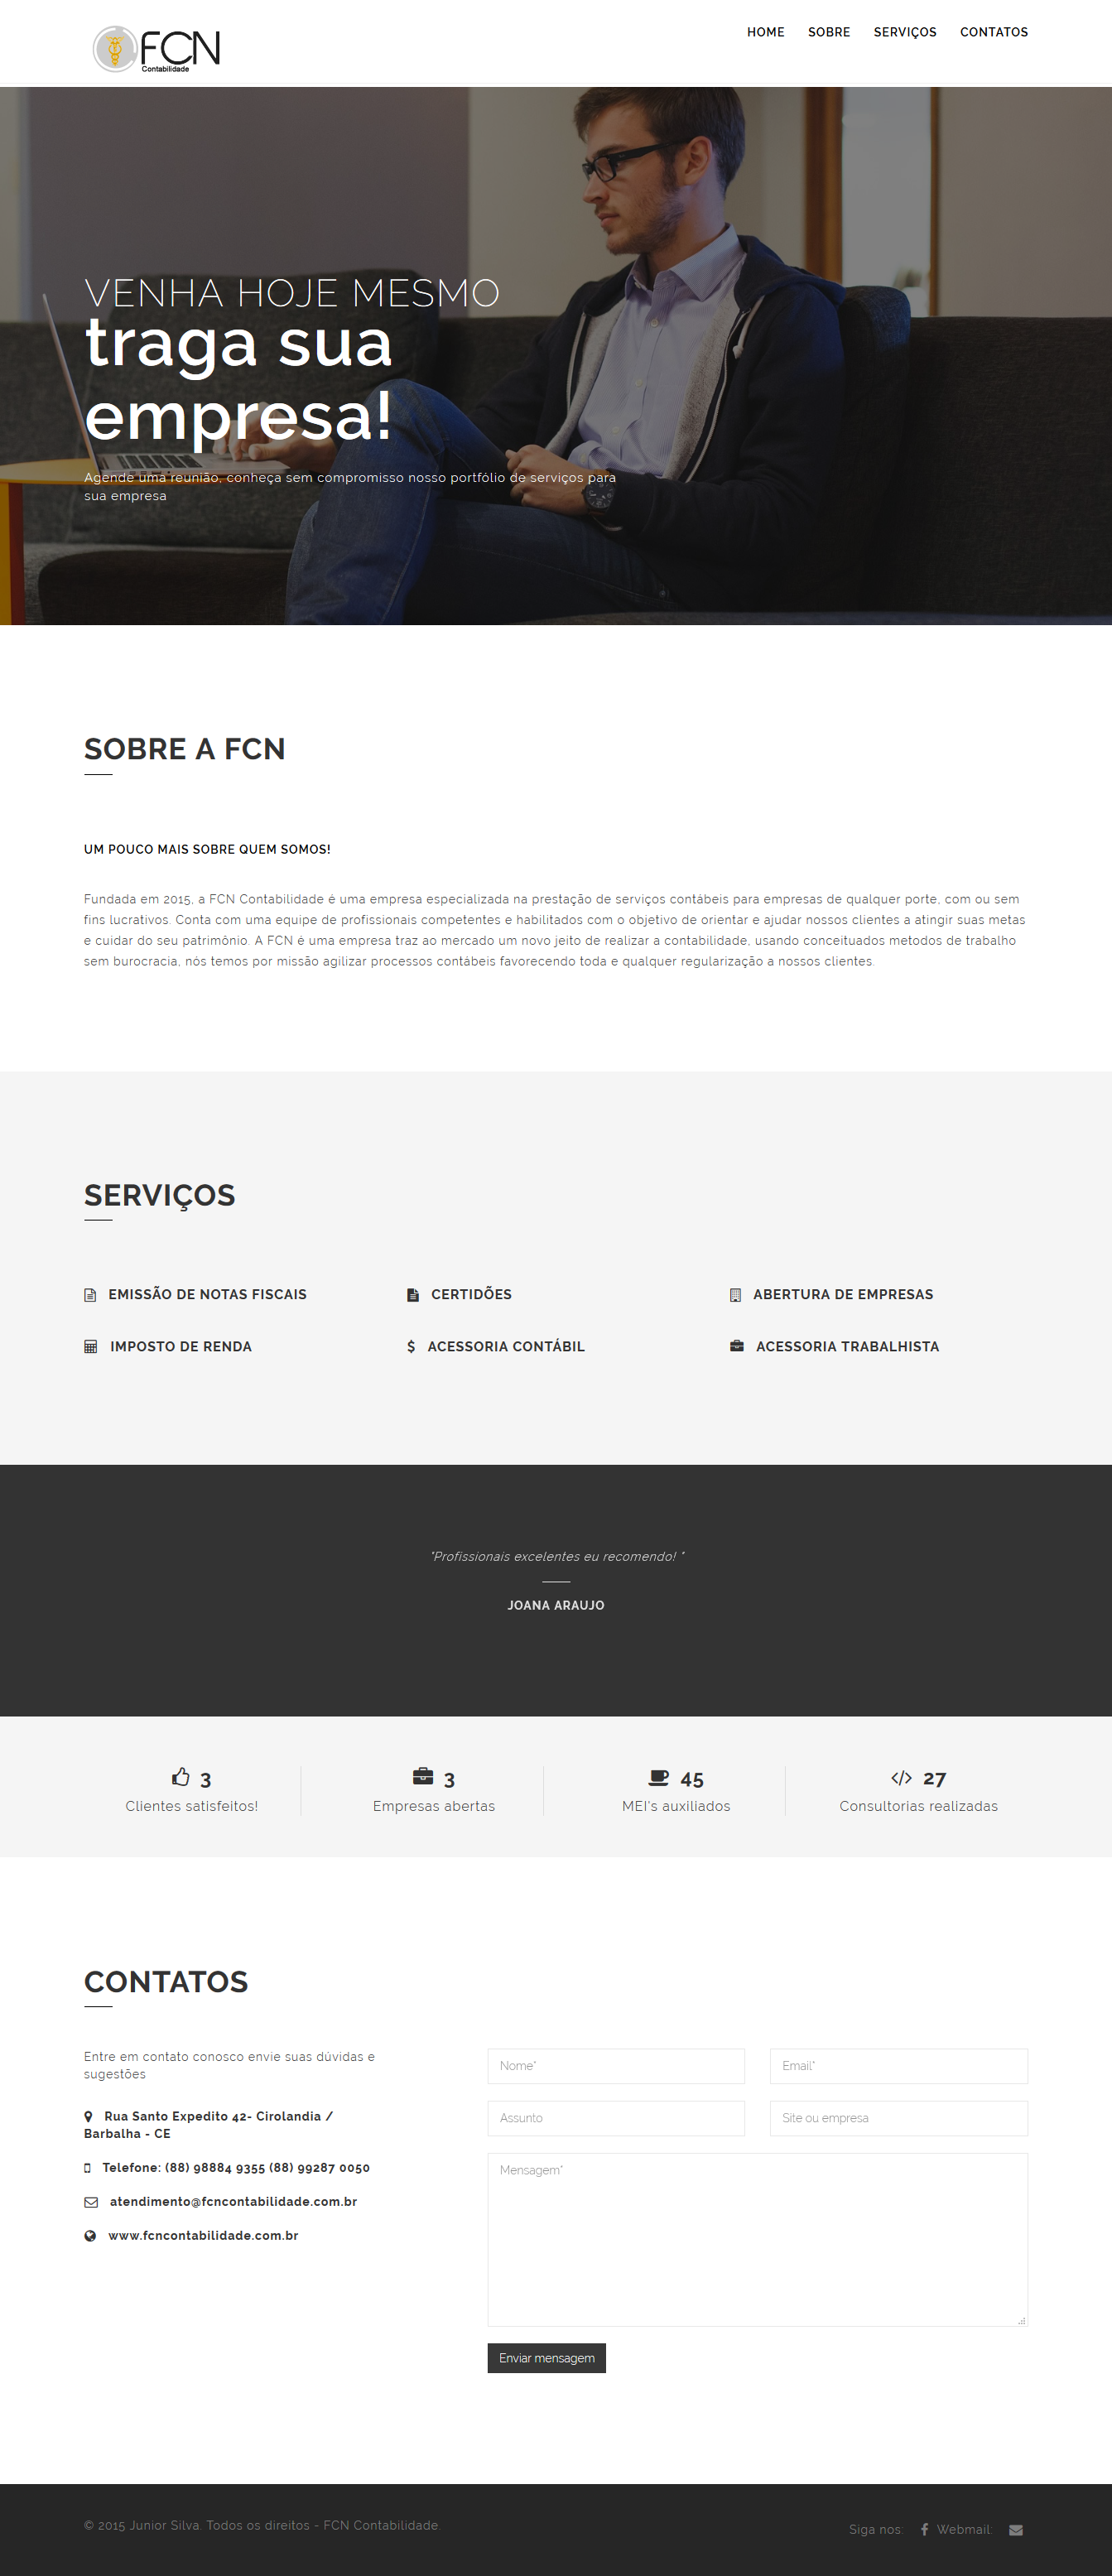 FCN
Contabilidade
HOME SOBRE SERVIÇOS CONTATOS
VENHA HOJE MESMO
traga sua
empresa!
Agende uma reunião, conheça sem compromisso nosso portfólio de serviços para
sua empresa
SOBRE A FCN
UM POUCO MAIS SOBRE QUEM SOMOS!
Fundada em 2015, a FCN Contabilidade é uma empresa especializada na prestação de serviços contábeis para empresas de qualquer porte, com ou sem
fins lucrativos. Conta com uma equipe de profissionais competentes e habilitados com o objetivo de orientar e ajudar nossos clientes a atingir suas metas
e cuidar do seu patrimônio. A FCN é uma empresa traz ao mercado um novo jeito de realizar a contabilidade, usando conceituados metodos de trabalho
sem burocracia, nós temos por missão agilizar processos contábeis favorecendo toda e qualquer regularização a nossos clientes.
SERVIÇOS
EMISSÃO DE NOTAS FISCAIS
CERTIDÕES
ABERTURA DE EMPRESAS
IMPOSTO DE RENDA
ACESSORIA CONTÁBIL
ACESSORIA TRABALHISTA
"Profissionais excelentes eu recomendo! "
JOANA ARAUJO
3
Clientes satisfeitos!
3
Empresas abertas
45
MEI's auxiliados
27
Consultorias realizadas
CONTATOS
Entre em contato conosco envie suas dúvidas e
sugestões
Rua Santo Expedito 42- Cirolandia /
Barbalha - CE
Telefone: (88) 98884 9355 (88) 99287 0050
atendimento@fcncontabilidade.com.br
www.fcncontabilidade.com.br
Nome*
Email*
Assunto
Site ou empresa
Mensagem*
Enviar mensagem
© 2015 Junior Silva. Todos os direitos - FCN Contabilidade.
Siga nos: Webmail: